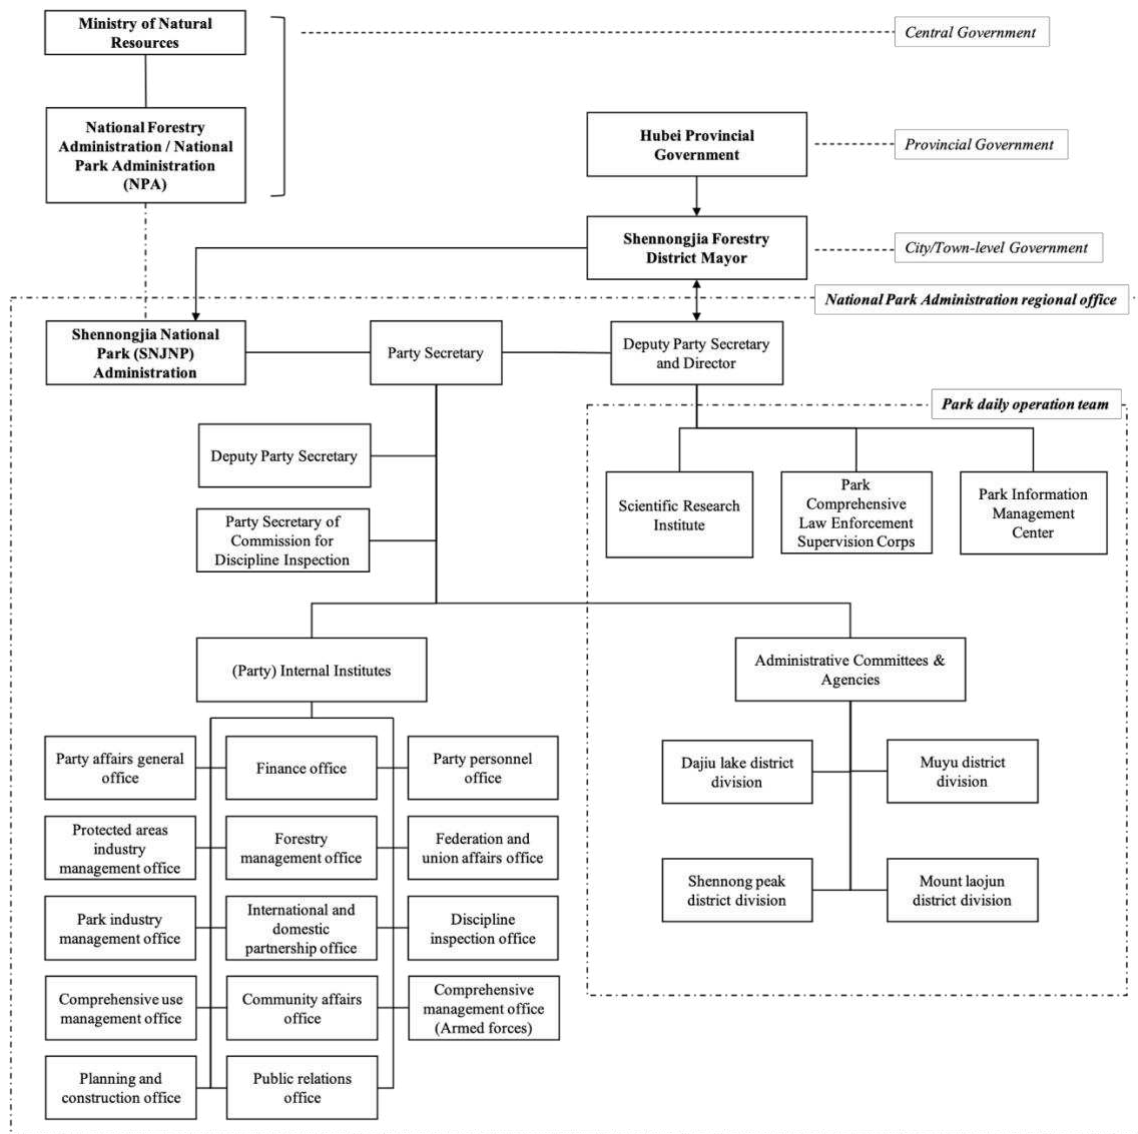 Ministry of Natural
Resources
Central Government
National Forestry
Administration / National
Park Administration
(NPA)
Hubei Provincial
Government
Provincial Government
Shennongjia Forestry
District Mayor
City/Town-level Government
National Park Administration regional office
Shennongjia National
Park (SNJNP)
Administration
Party Secretary
Deputy Party Secretary
and Director
Park daily operation team
Deputy Party Secretary
Party Secretary of
Commission for
Discipline Inspection
Scientific Research
Institute
Park
Comprehensive
Law Enforcement
Supervision Corps
Park Information
Management
Center
(Party) Internal Institutes
Administrative Committees &
Agencies
Party affairs general
office
Finance office
Party personnel
office
Dajiu lake district
division
Muyu district
division
Protected areas
industry
management office
Forestry
management office
Federation and
union affairs office
Shennong peak
district division
Mount laojun
district division
Park industry
management office
International and
domestic
partnership office
Discipline
inspection office
Comprehensive use
management office
Community affairs
office
Comprehensive
management office
(Armed forces)
Planning and
construction office
Public relations
office